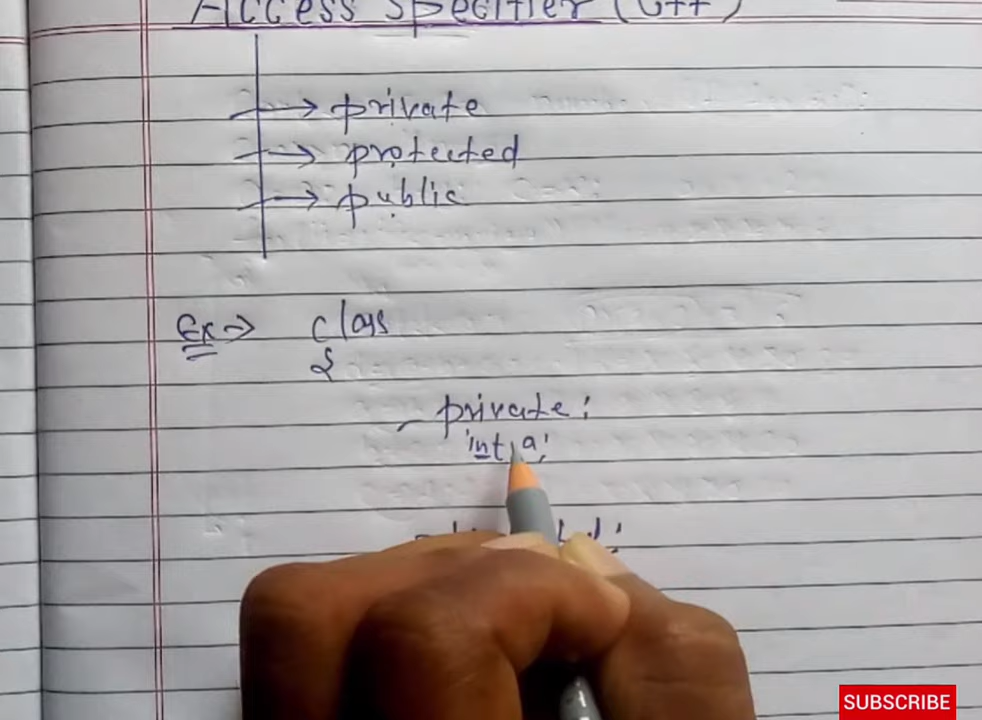 Access Specifier (C++)
→ private
→ protected
→ public
Ex → class
{
- private:
int a;
SUBSCRIBE